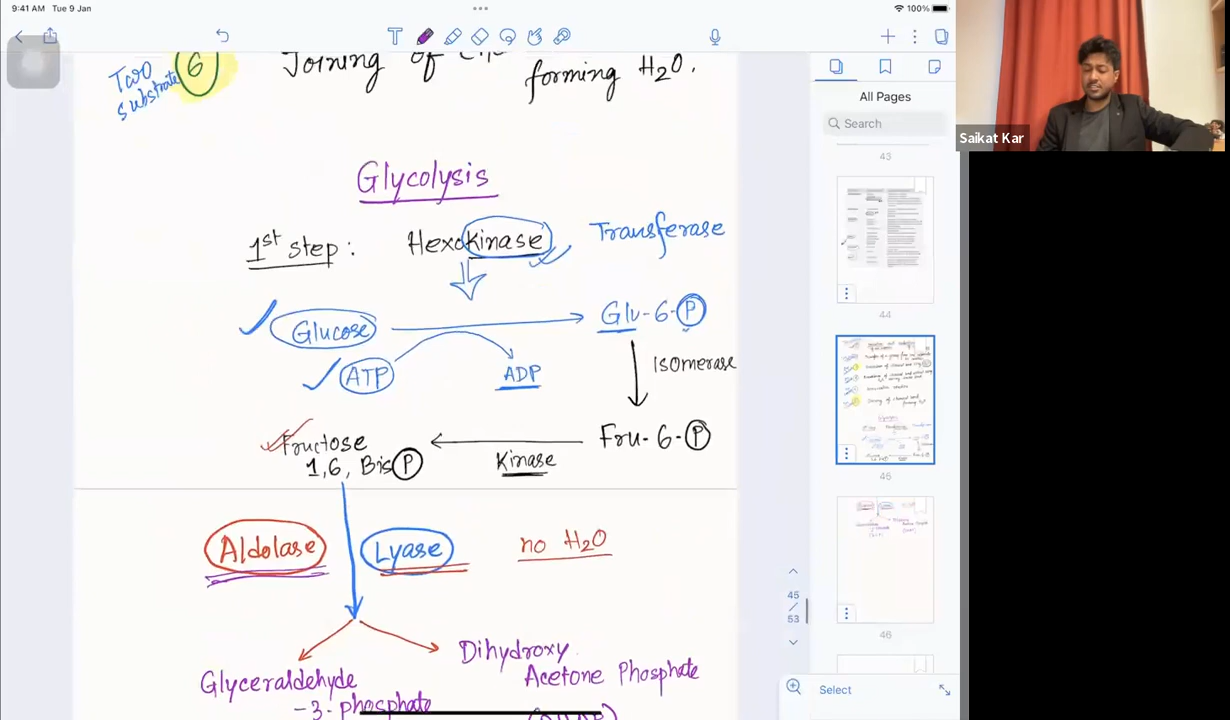 9:41 AM Tue 9 Jan
100%
T
Two
substrate
6
Joining of
forming H2O.
Glycolysis
1st step : Hexokinase Transferase
Glucose Glu-6-P
ATP ADP
Isomerase
Fructose
1,6, Bis P
Kinase
Fru-6-P
Aldolase Lyase no H2O
Glyceraldehyde
-3-phosphate
Dihydroxy
Acetone Phosphate
All Pages
Search
43
44
45
46
45
/
53
Select
Saikat Kar